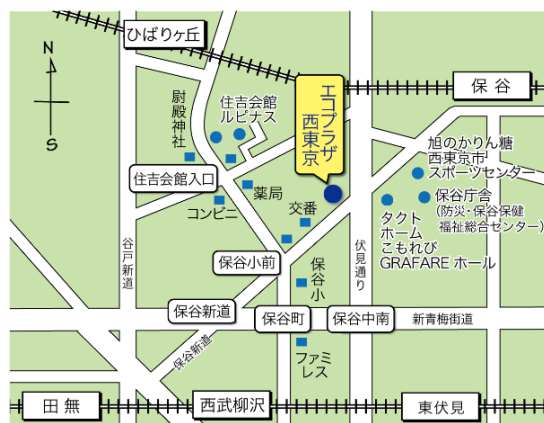 ひばりヶ丘
N
S
保谷
エコプラザ
西東京
尉殿神社
住吉会館
ルピナス
旭のかりん糖
西東京市
スポーツセンター
住吉会館入口
薬局
コンビニ
交番
保谷庁舎
(防災・保谷保健
福祉総合センター)
タクト
ホーム
こもれび
GRAFAREホール
谷戸新道
保谷小前
保谷小
伏見通り
保谷新道
保谷町
保谷中南
新青梅街道
保谷新道
ファミ
レス
田無
西武柳沢
東伏見